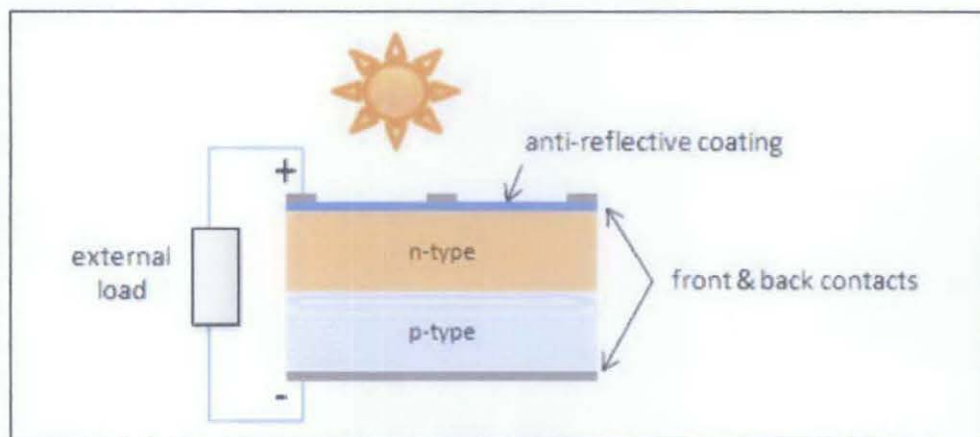 anti-reflective coating
+
n-type
external
load
front & back contacts
p-type
-